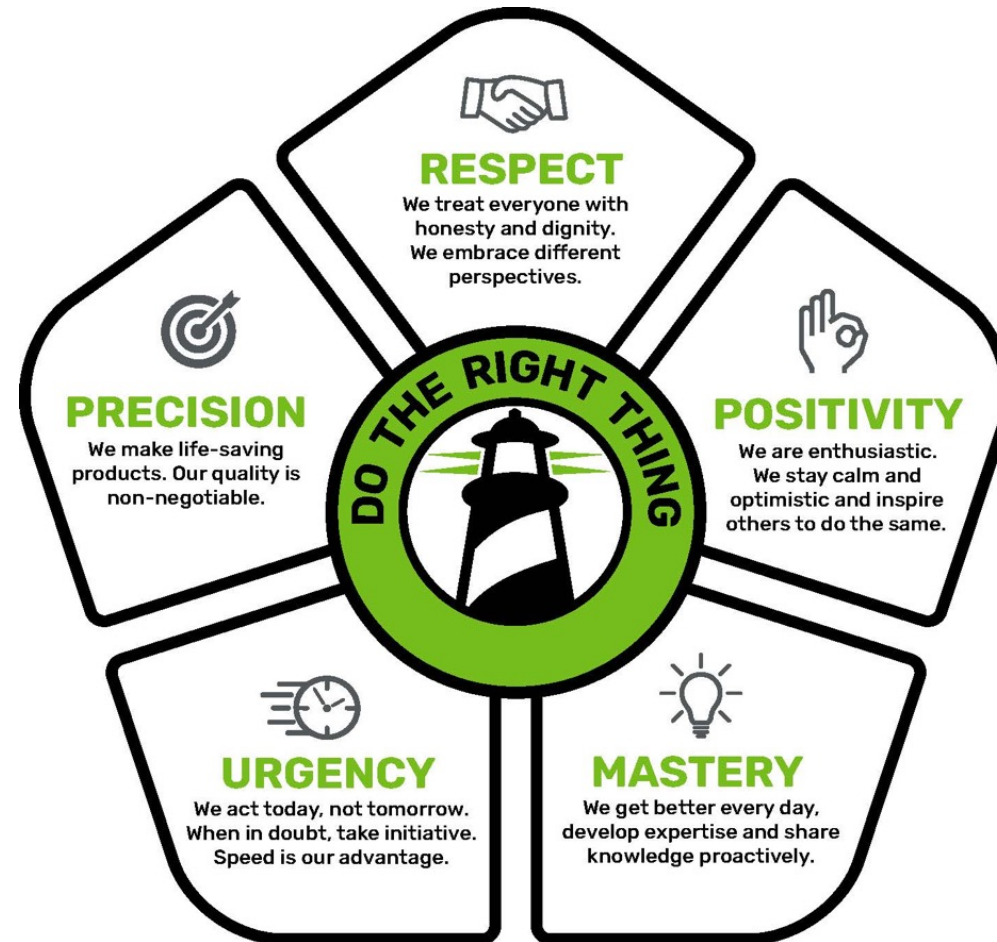 RESPECT
We treat everyone with
honesty and dignity.
We embrace different
perspectives.
PRECISION
We make life-saving
products. Our quality is
non-negotiable.
DO THE RIGHT THING
POSITIVITY
We are enthusiastic.
We stay calm and
optimistic and inspire
others to do the same.
URGENCY
We act today, not tomorrow.
When in doubt, take initiative.
Speed is our advantage.
MASTERY
We get better every day,
develop expertise and share
knowledge proactively.